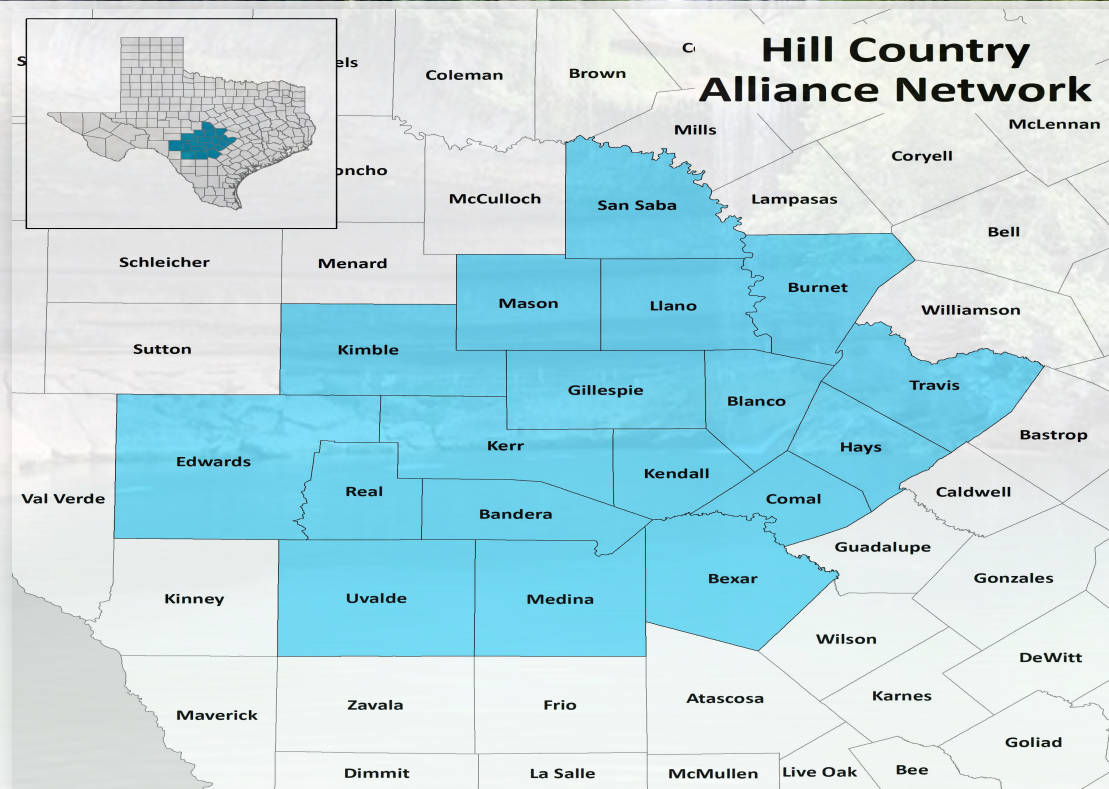 Hill Country
Alliance Network
Coleman
Brown
Mills
McLennan
Coryell
McCulloch
San Saba
Lampasas
Bell
Schleicher
Menard
Mason
Llano
Burnet
Williamson
Sutton
Kimble
Gillespie
Blanco
Travis
Edwards
Kerr
Hays
Bastrop
Val Verde
Real
Kendall
Comal
Caldwell
Bandera
Guadalupe
Kinney
Uvalde
Medina
Bexar
Gonzales
Wilson
DeWitt
Maverick
Zavala
Frio
Atascosa
Karnes
Goliad
Dimmit
La Salle
McMullen
Live Oak
Bee